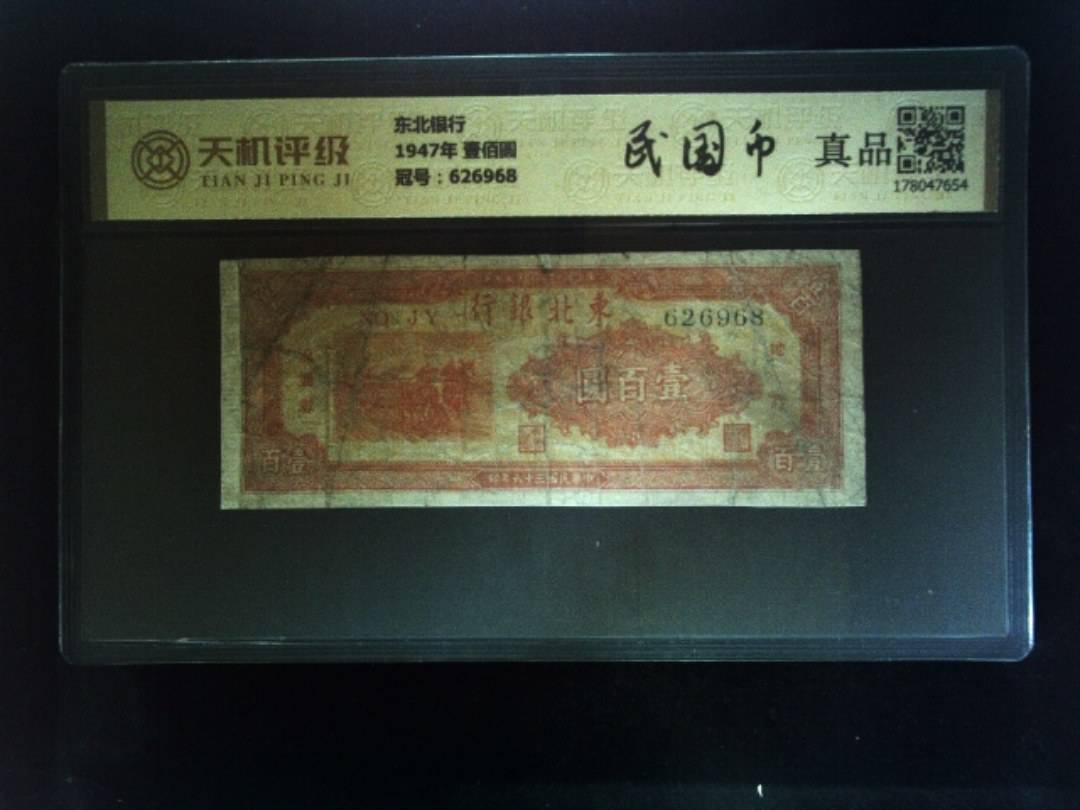 天机评级
TIAN JI PING JI
东北银行
1947年 壹佰圓
冠号：626968
民国币
真品
178047654
行銀北東
626968
圓百壹
百壹
百壹